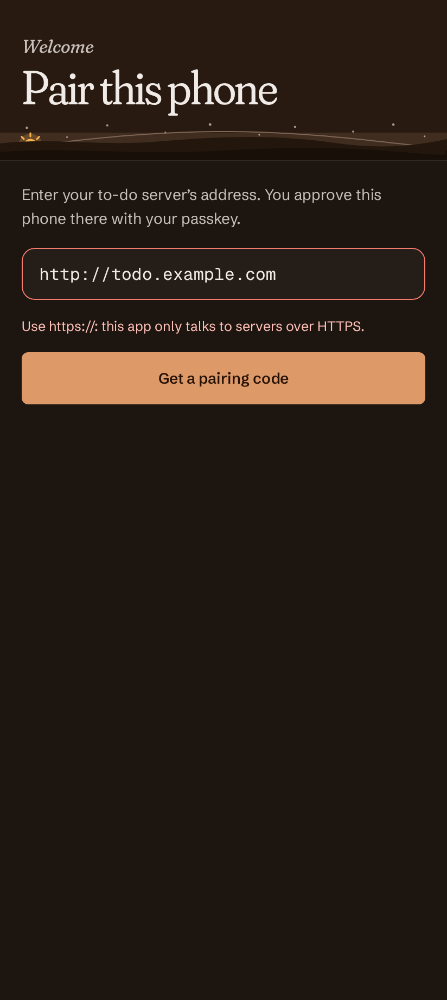 Welcome
Pair this phone
Enter your to-do server’s address. You approve this
phone there with your passkey.
http://todo.example.com
Use https://: this app only talks to servers over HTTPS.
Get a pairing code